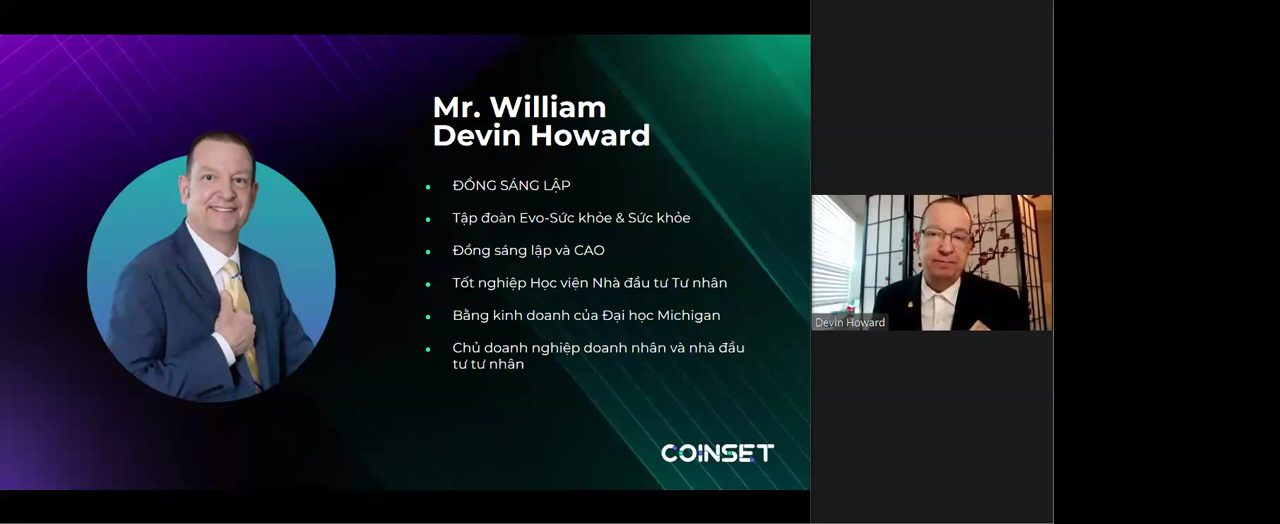 Mr. William
Devin Howard
ĐỒNG SÁNG LẬP
Tập đoàn Evo-Sức khỏe & Sức khỏe
Đồng sáng lập và CAO
Tốt nghiệp Học viện Nhà đầu tư Tư nhân
Bằng kinh doanh của Đại học Michigan
Chủ doanh nghiệp doanh nhân và nhà đầu
tư tư nhân
COINSET
Devin Howard